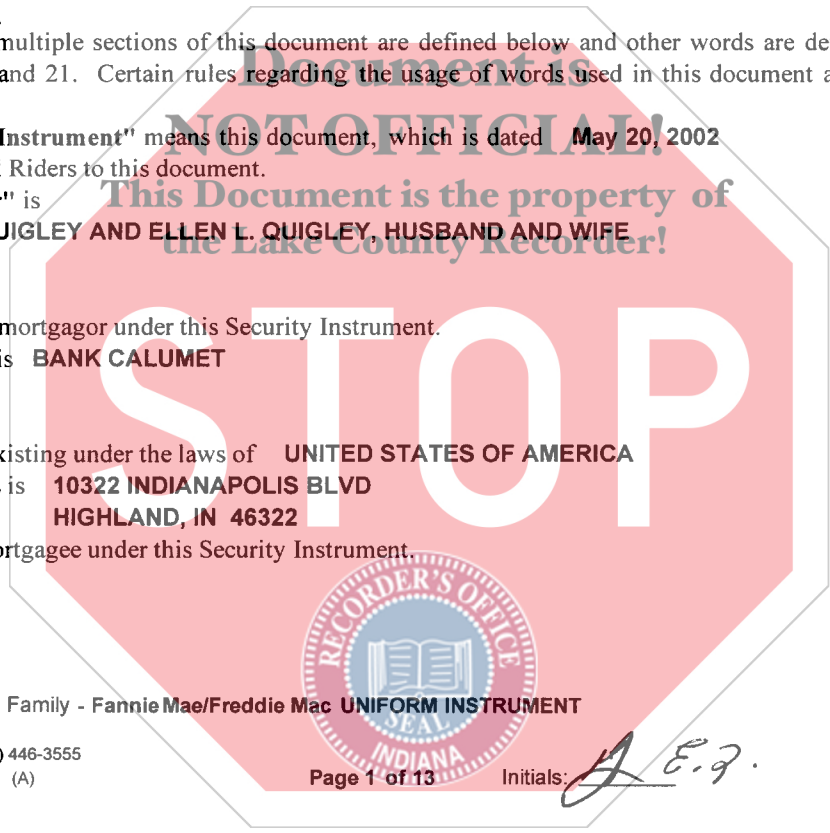 multiple sections of this document are defined below and other words are de
and 21. Certain rules regarding the usage of words used in this document a
Document is
Instrument" means this document, which is dated May 20, 2002
NOT OFFICIAL!
Riders to this document.
" is
This Document is the property of
UIGLEY AND ELLEN L. QUIGLEY, HUSBAND AND WIFE
the Lake County Recorder!
mortgagor under this Security Instrument.
is BANK CALUMET
STOP
xisting under the laws of UNITED STATES OF AMERICA
is 10322 INDIANAPOLIS BLVD
HIGHLAND, IN 46322
ortgagee under this Security Instrument.
RECORDER'S OFFICE
SEAL
INDIANA
Family - Fannie Mae/Freddie Mac UNIFORM INSTRUMENT
) 446-3555
(A)
Page 1 of 13
Initials: E.Q.